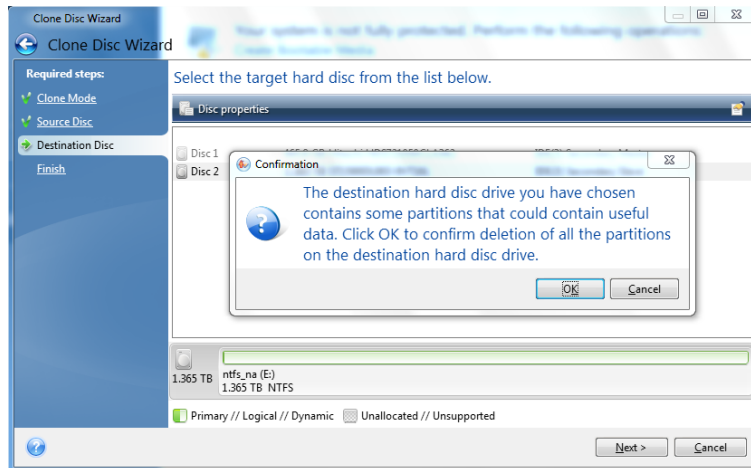 Clone Disc Wizard
Clone Disc Wizard
Your system is not fully protected. Perform the following operations:
Create Bootable Media
Required steps:
Clone Mode
Source Disc
Destination Disc
Finish
Select the target hard disc from the list below.
Disc properties
Disc 1
Disc 2
Confirmation
The destination hard disc drive you have chosen
contains some partitions that could contain useful
data. Click OK to confirm deletion of all the partitions
on the destination hard disc drive.
OK Cancel
1.365 TB
ntfs_na (E:)
1.365 TB NTFS
Primary // Logical // Dynamic Unallocated // Unsupported
Next > Cancel